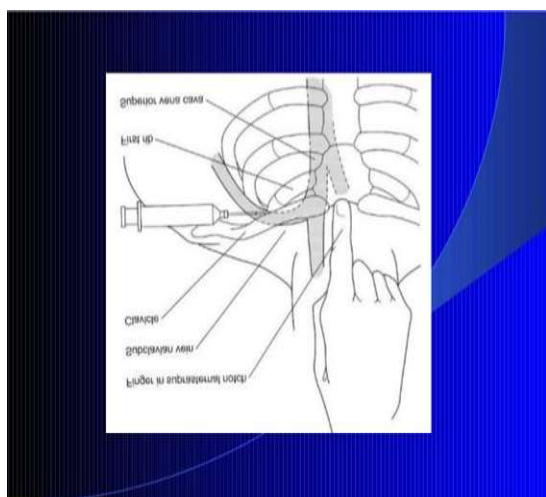 Finger in suprasternal notch
Subclavian vein
Clavicle
First rib
Superior vena cava